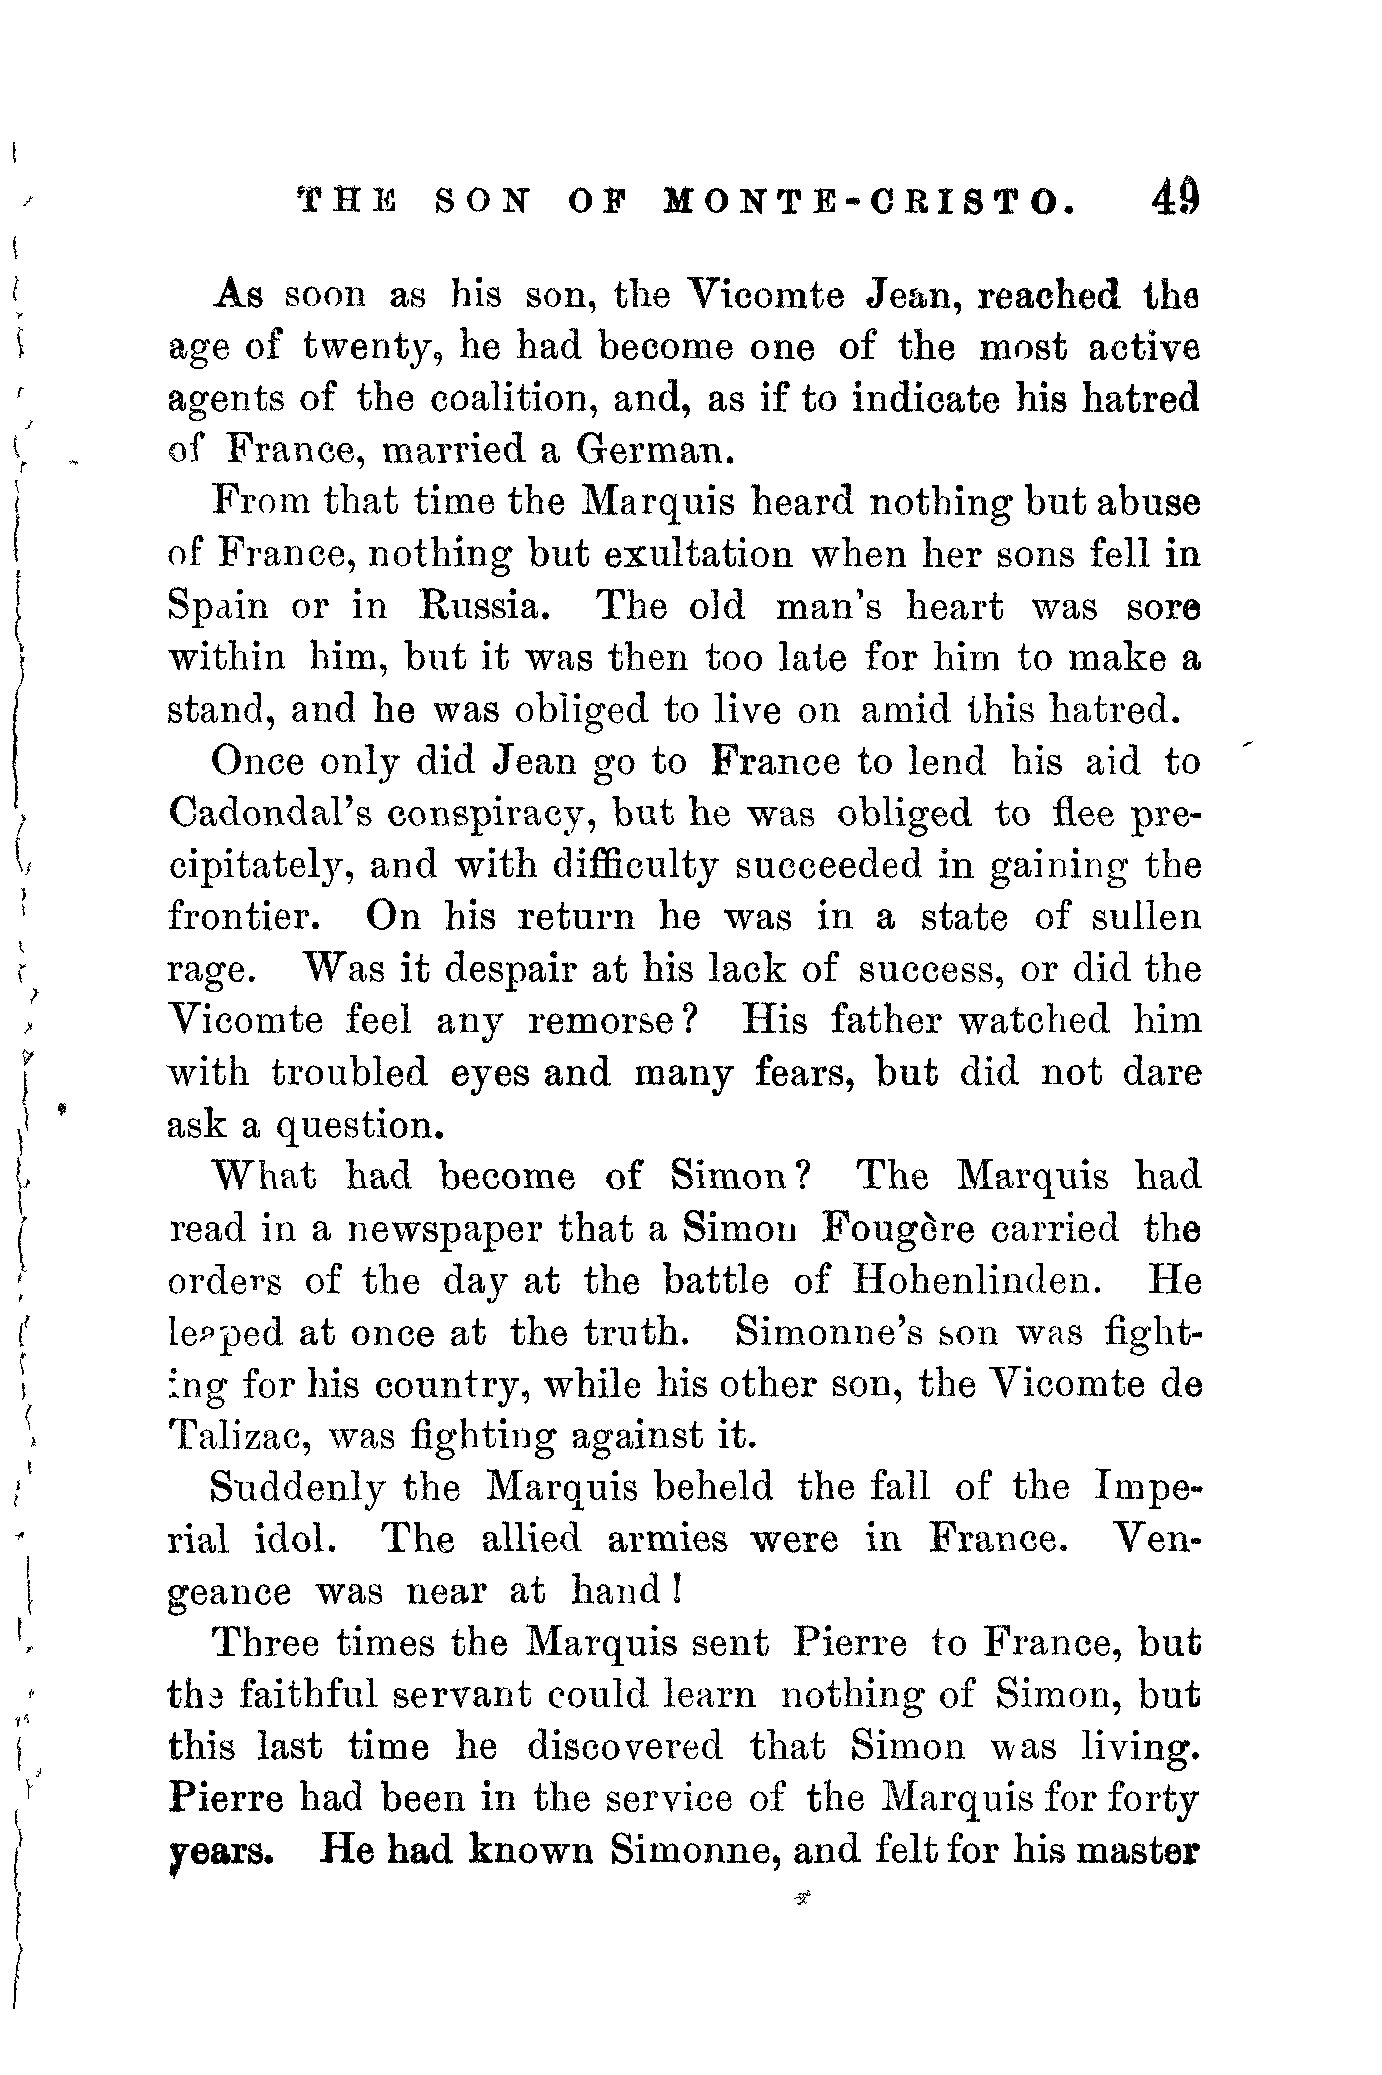 THE SON OF MONTE-CRISTO. 49
As soon as his son, the Vicomte Jean, reached the
age of twenty, he had become one of the most active
agents of the coalition, and, as if to indicate his hatred
of France, married a German.
From that time the Marquis heard nothing but abuse
of France, nothing but exultation when her sons fell in
Spain or in Russia. The old man's heart was sore
within him, but it was then too late for him to make a
stand, and he was obliged to live on amid this hatred.
Once only did Jean go to France to lend his aid to
Cadondal's conspiracy, but he was obliged to flee pre-
cipitately, and with difficulty succeeded in gaining the
frontier. On his return he was in a state of sullen
rage. Was it despair at his lack of success, or did the
Vicomte feel any remorse? His father watched him
with troubled eyes and many fears, but did not dare
ask a question.
What had become of Simon? The Marquis had
read in a newspaper that a Simon Fougère carried the
orders of the day at the battle of Hohenlinden. He
leaped at once at the truth. Simonne's son was fight-
ing for his country, while his other son, the Vicomte de
Talizac, was fighting against it.
Suddenly the Marquis beheld the fall of the Impe-
rial idol. The allied armies were in France. Ven-
geance was near at hand!
Three times the Marquis sent Pierre to France, but
the faithful servant could learn nothing of Simon, but
this last time he discovered that Simon was living.
Pierre had been in the service of the Marquis for forty
years. He had known Simonne, and felt for his master